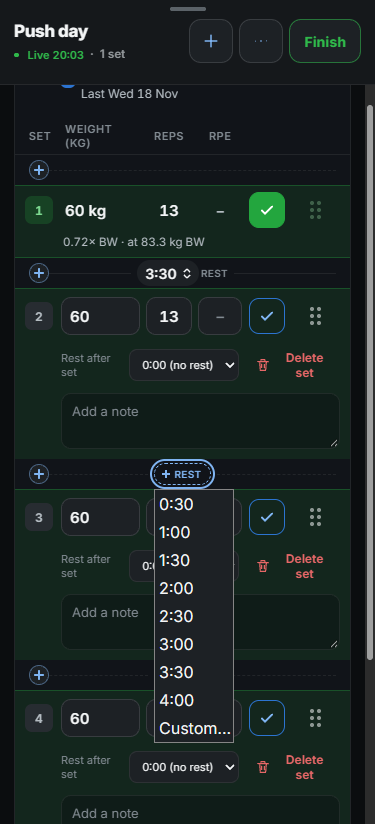 Push day
Live 20:03 · 1 set
+
···
Finish
Last Wed 18 Nov
SET WEIGHT (KG) REPS RPE
1 60 kg 13 –
0.72× BW · at 83.3 kg BW
3:30 REST
2 60 13 –
Rest after set 0:00 (no rest) Delete set
Add a note
+ REST
0:30
1:00
1:30
2:00
2:30
3:00
3:30
4:00
Custom...
3 60
Rest after set 0: Delete set
Add a note
4 60
Rest after set 0:00 (no rest) Delete set
Add a note